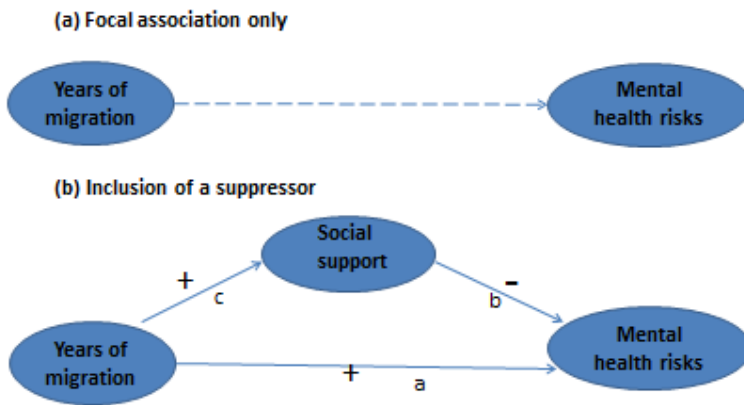 (a) Focal association only
Years of
migration
Mental
health risks
(b) Inclusion of a suppressor
Social
support
+
c
-
b
Years of
migration
+
a
Mental
health risks